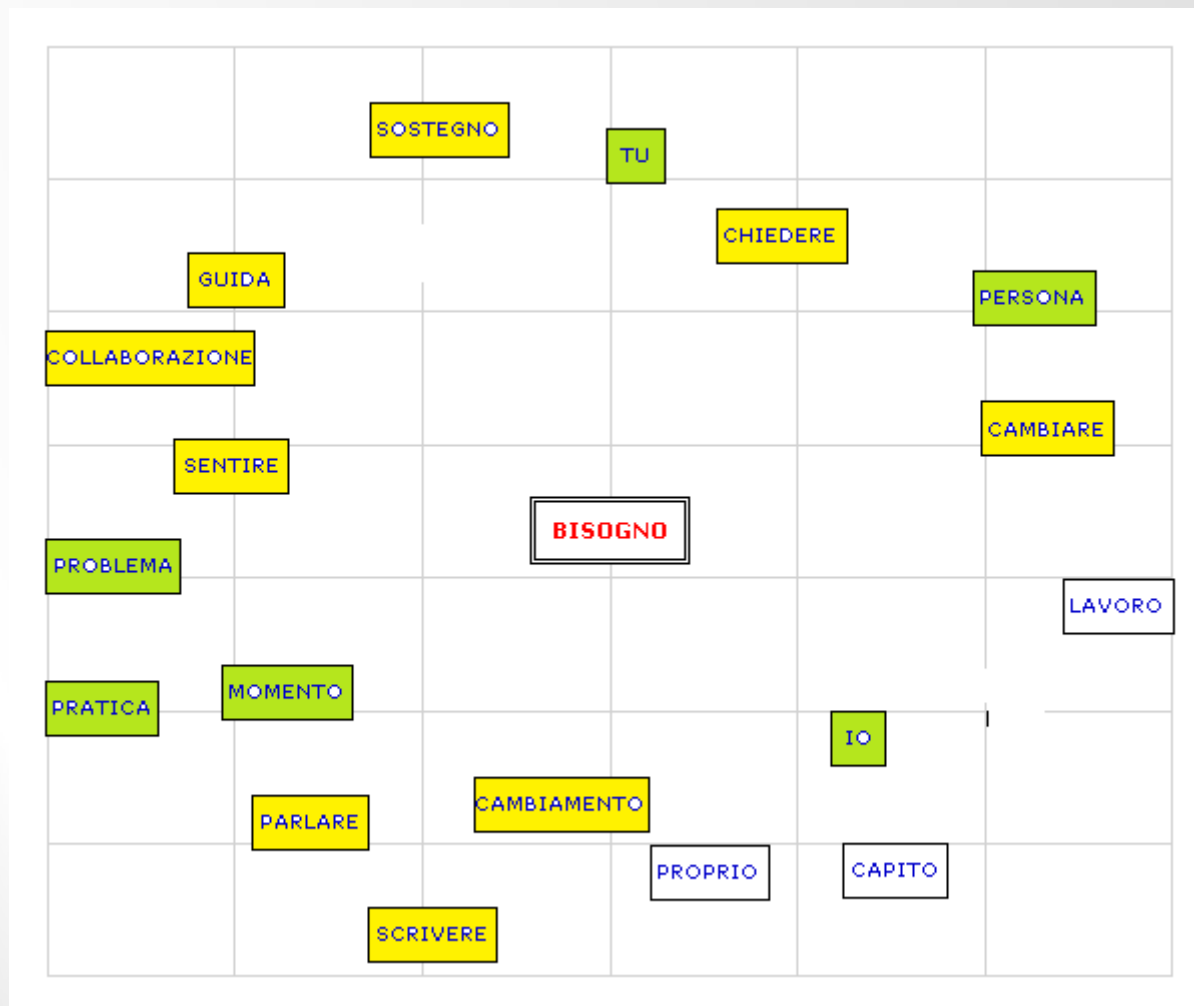 SOSTEGNO
TU
CHIEDERE
GUIDA
PERSONA
COLLABORAZIONE
CAMBIARE
SENTIRE
BISOGNO
PROBLEMA
LAVORO
MOMENTO
PRATICA
IO
CAMBIAMENTO
PARLARE
PROPRIO
CAPITO
SCRIVERE